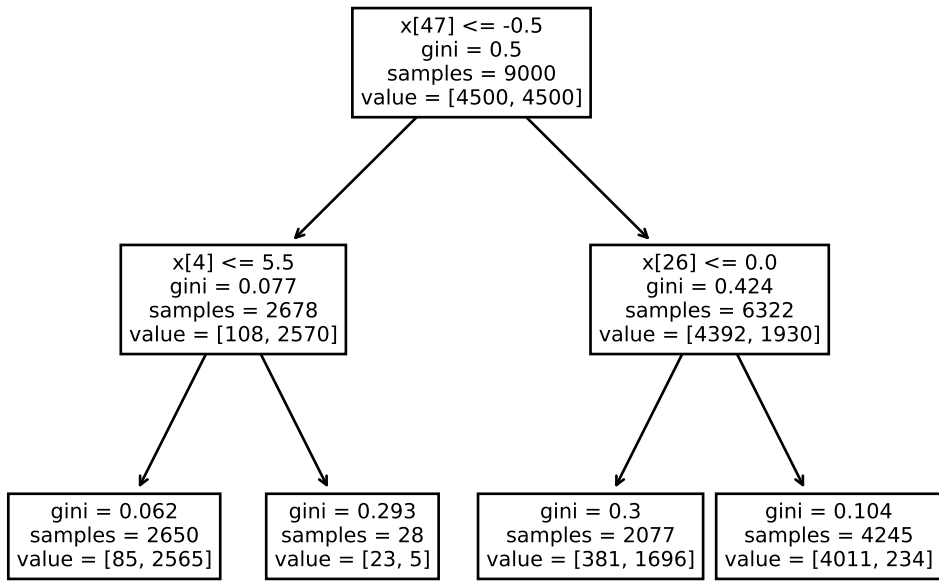 x[47] <= -0.5
gini = 0.5
samples = 9000
value = [4500, 4500]
x[4] <= 5.5
gini = 0.077
samples = 2678
value = [108, 2570]
x[26] <= 0.0
gini = 0.424
samples = 6322
value = [4392, 1930]
gini = 0.062
samples = 2650
value = [85, 2565]
gini = 0.293
samples = 28
value = [23, 5]
gini = 0.3
samples = 2077
value = [381, 1696]
gini = 0.104
samples = 4245
value = [4011, 234]